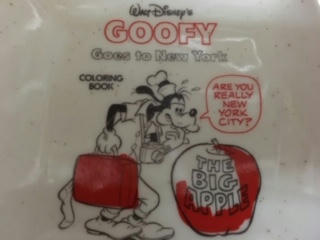 Walt Disney's
GOOFY
Goes to New York
COLORING
BOOK
ARE YOU
REALLY
NEW
YORK
CITY?
THE
BIG
APPLE